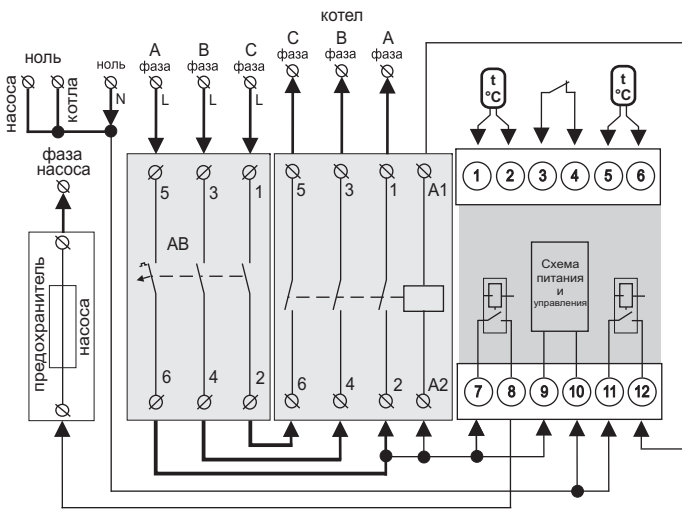 котел
ноль
насоса
котла
ноль
N
A
фаза
L
B
фаза
L
C
фаза
L
C
фаза
B
фаза
A
фаза
t
°C
t
°C
фаза
насоса
предохранитель
насоса
5
3
1
AB
6
4
2
5
3
1
A1
6
4
2
A2
1
2
3
4
5
6
Схема
питания
и
управления
7
8
9
10
11
12